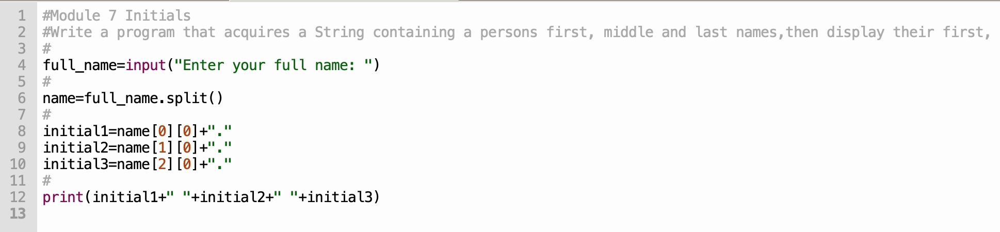 1 #Module 7 Initials
2 #Write a program that acquires a String containing a persons first, middle and last names,then display their first,
3 #
4 full_name=input("Enter your full name: ")
5 #
6 name=full_name.split()
7 #
8 initial1=name[0][0]+"."
9 initial2=name[1][0]+"."
10 initial3=name[2][0]+"."
11 #
12 print(initial1+" "+initial2+" "+initial3)
13